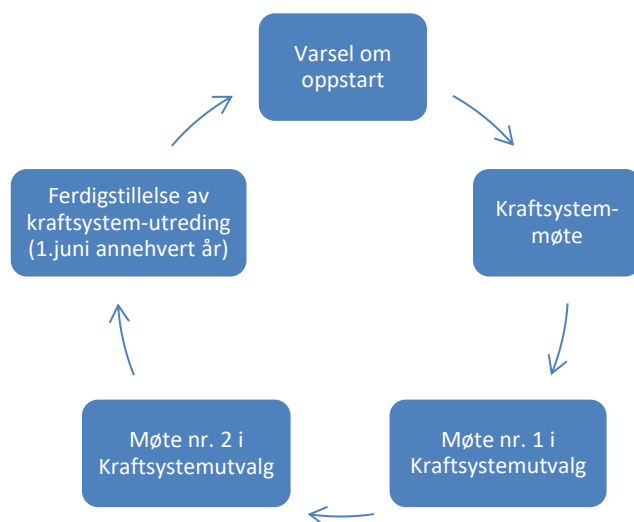 Varsel om
oppstart
Kraftsystem-
møte
Møte nr. 1 i
Kraftsystemutvalg
Møte nr. 2 i
Kraftsystemutvalg
Ferdigstillelse av
kraftsystem-utreding
(1.juni annehvert år)